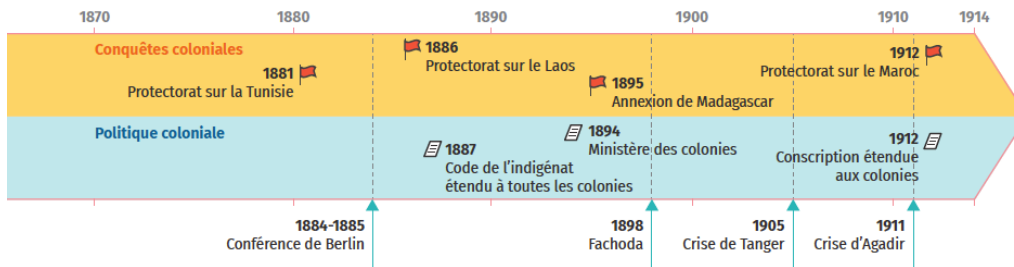 1870 1880 1890 1900 1910 1914
Conquêtes coloniales
1881
Protectorat sur la Tunisie
1886
Protectorat sur le Laos
1895
Annexion de Madagascar
1912
Protectorat sur le Maroc
Politique coloniale
1887
Code de l'indigénat
étendu à toutes les colonies
1894
Ministère des colonies
1912
Conscription étendue
aux colonies
1884-1885
Conférence de Berlin
1898
Fachoda
1905
Crise de Tanger
1911
Crise d'Agadir